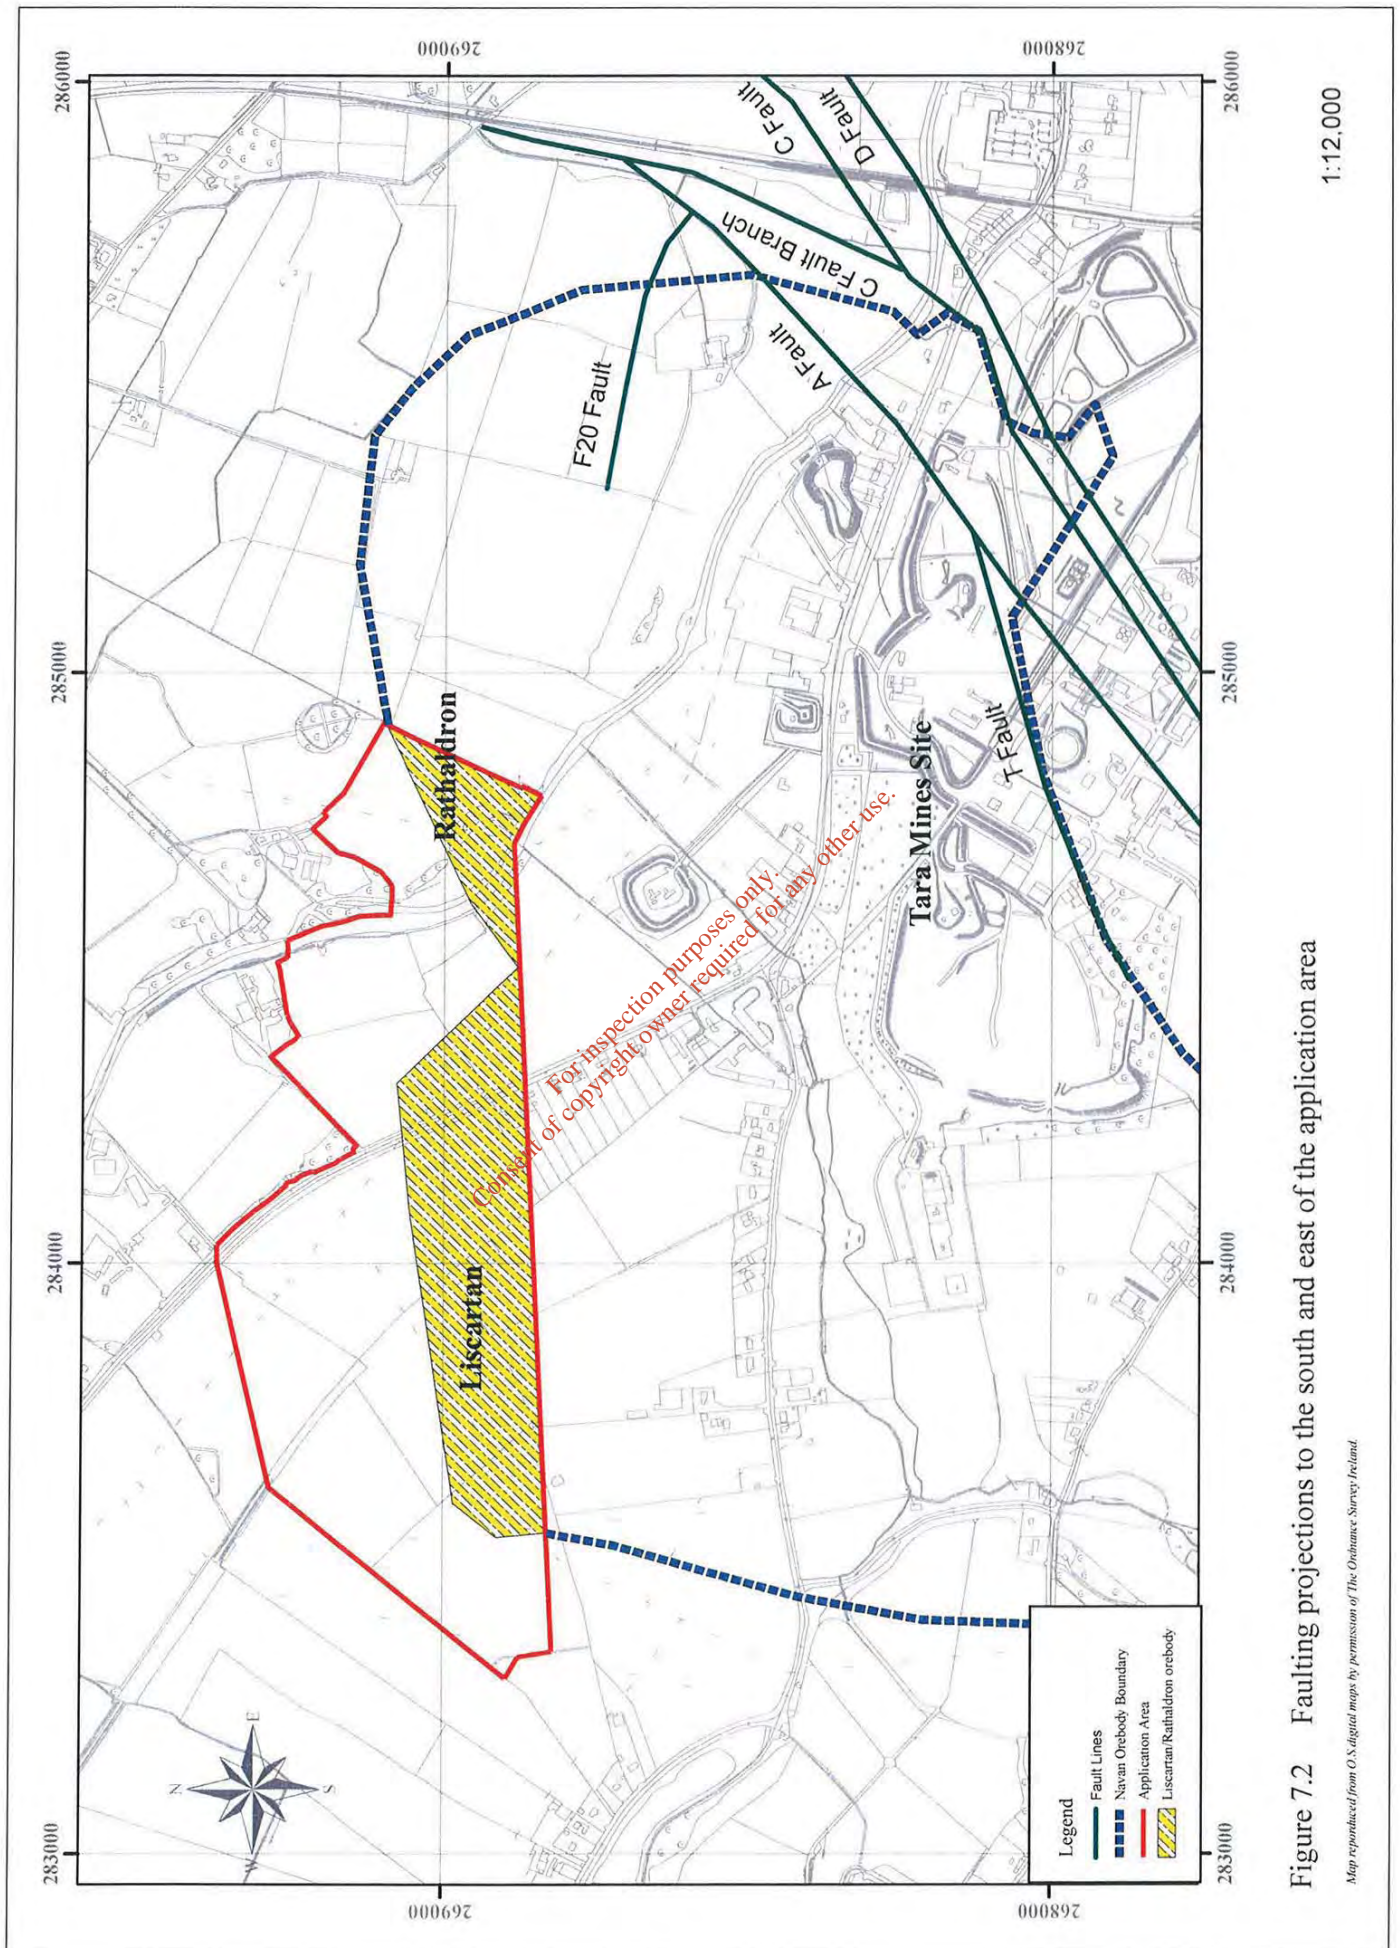 286000
285000
284000
283000
269000
268000
C Fault
D Fault
C Fault Branch
A Fault
F20 Fault
T Fault
Rathaldron
Liscartan
Tara Mines Site
For inspection purposes only.
Consent of copyright owner required for any other use.
N
E
S
W
Legend
Fault Lines
Navan Orebody Boundary
Application Area
Liscartan/Rathaldron orebody
269000
268000
286000
285000
284000
283000
1:12,000
Figure 7.2 Faulting projections to the south and east of the application area
Map reporduced from O.S.digital maps by permission of The Ordnance Survey Ireland.